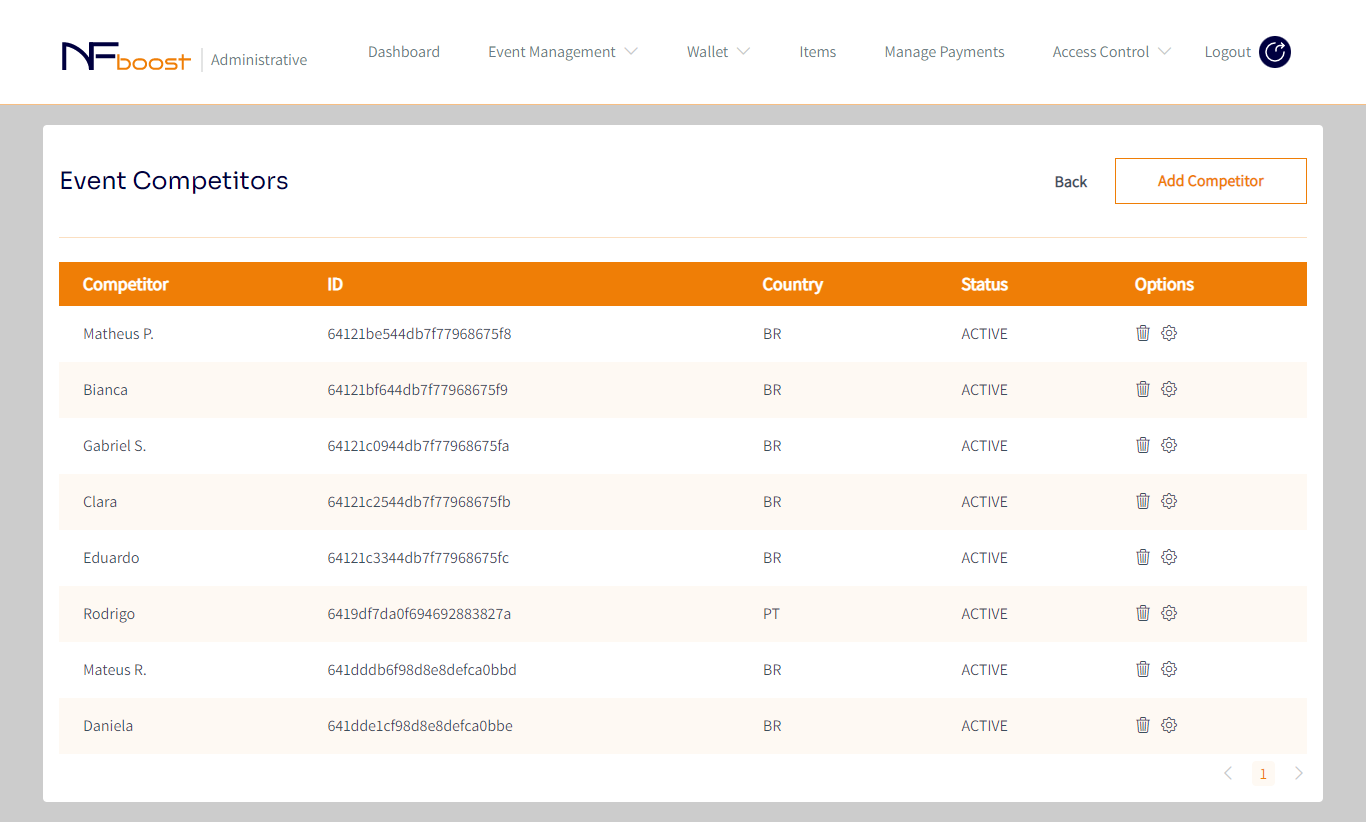 NFboost | Administrative Dashboard Event Management Wallet Items Manage Payments Access Control Logout
Event Competitors Back Add Competitor
Competitor ID Country Status Options
Matheus P. 64121be544db7f77968675f8 BR ACTIVE
Bianca 64121bf644db7f77968675f9 BR ACTIVE
Gabriel S. 64121c0944db7f77968675fa BR ACTIVE
Clara 64121c2544db7f77968675fb BR ACTIVE
Eduardo 64121c3344db7f77968675fc BR ACTIVE
Rodrigo 6419df7da0f694692883827a PT ACTIVE
Mateus R. 641dddb6f98d8e8defca0bbd BR ACTIVE
Daniela 641dde1cf98d8e8defca0bbe BR ACTIVE
1